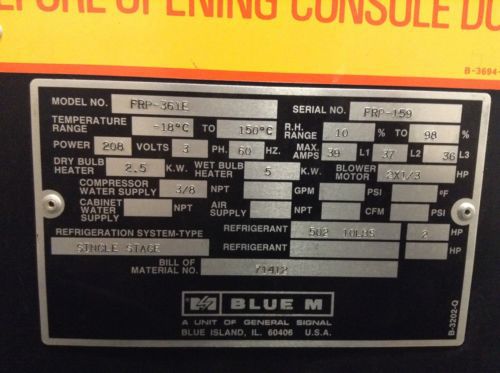 BEFORE OPENING CONSOLE DO
B-3694-
MODEL NO. FRP-361E SERIAL NO. FRP-159
TEMPERATURE RANGE -18°C TO 150°C R.H. RANGE 10 % TO 98 %
POWER 208 VOLTS 3 PH. 60 HZ. MAX. AMPS 39 L1 37 L2 36 L3
DRY BULB HEATER 2.5 K.W. WET BULB HEATER 5 K.W. BLOWER MOTOR 2X1/3 HP
COMPRESSOR WATER SUPPLY 3/8 NPT GPM PSI °F
CABINET WATER SUPPLY NPT AIR SUPPLY NPT CFM PSI
REFRIGERATION SYSTEM-TYPE REFRIGERANT 502 10LBS 2 HP
SINGLE STAGE REFRIGERANT HP
BILL OF MATERIAL NO. 71412
BLUE M
A UNIT OF GENERAL SIGNAL
BLUE ISLAND, IL. 60406 U.S.A.
B-3202-Q